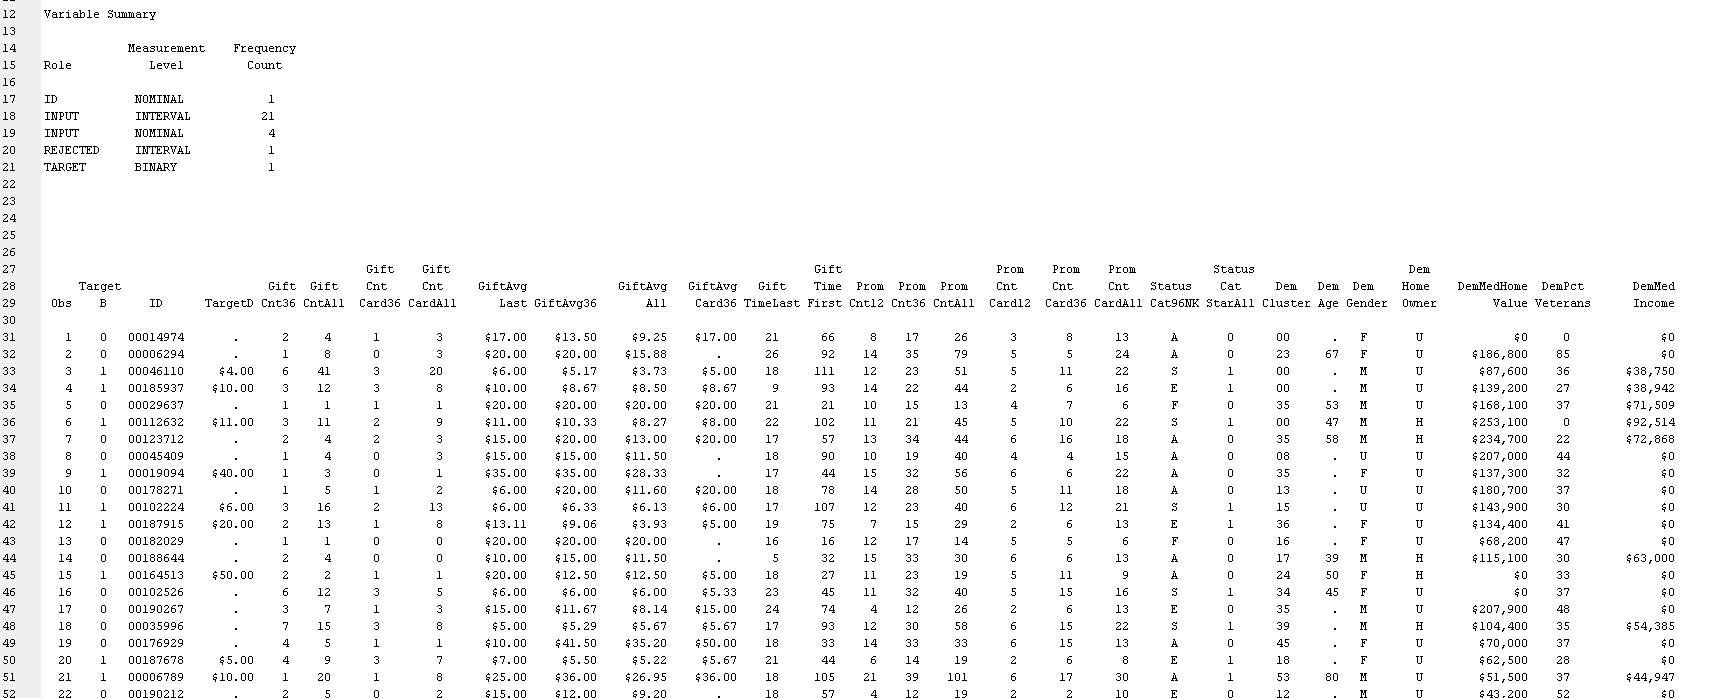 12 Variable Summary
13
14 Measurement Frequency
15 Role Level Count
16
17 ID NOMINAL 1
18 INPUT INTERVAL 21
19 INPUT NOMINAL 4
20 REJECTED INTERVAL 1
21 TARGET BINARY 1
22
23
24
25
26
27 Gift Gift Gift Prom Prom Prom Status Dem
28 Target Gift Gift Cnt Cnt GiftAvg GiftAvg GiftAvg Gift Time Prom Prom Prom Cnt Cnt Cnt Status Cat Dem Dem Dem Home DemMedHome DemPct DemMed
29 Obs B ID TargetD Cnt36 CntAll Card36 CardAll Last GiftAvg36 All Card36 TimeLast First Cnt12 Cnt36 CntAll Card12 Card36 CardAll Cat96NK StarAll Cluster Age Gender Owner Value Veterans Income
30
31 1 0 00014974 . 2 4 1 3 $17.00 $13.50 $9.25 $17.00 21 66 8 17 26 3 8 13 A 0 00 . F U $0 0 $0
32 2 0 00006294 . 1 8 0 3 $20.00 $20.00 $15.88 . 26 92 14 35 79 5 5 24 A 0 23 67 F U $186,800 85 $0
33 3 1 00046110 $4.00 6 41 3 20 $6.00 $5.17 $3.73 $5.00 18 111 12 23 51 5 11 22 S 1 00 . M U $87,600 36 $38,750
34 4 1 00185937 $10.00 3 12 3 8 $10.00 $8.67 $8.50 $8.67 9 93 14 22 44 2 6 16 E 1 00 . M U $139,200 27 $38,942
35 5 0 00029637 . 1 1 1 1 $20.00 $20.00 $20.00 $20.00 21 21 10 15 13 4 7 6 F 0 35 53 M U $168,100 37 $71,509
36 6 1 00112632 $11.00 3 11 2 9 $11.00 $10.33 $8.27 $8.00 22 102 11 21 45 5 10 22 S 1 00 47 M H $253,100 0 $92,514
37 7 0 00123712 . 2 4 2 3 $15.00 $20.00 $13.00 $20.00 17 57 13 34 44 6 16 18 A 0 35 58 M H $234,700 22 $72,868
38 8 0 00045409 . 1 4 0 3 $15.00 $15.00 $11.50 . 18 90 10 19 40 4 4 15 A 0 08 . U U $207,000 44 $0
39 9 1 00019094 $40.00 1 3 0 1 $35.00 $35.00 $28.33 . 17 44 15 32 56 6 6 22 A 0 35 . F U $137,300 32 $0
40 10 0 00178271 . 1 5 1 2 $6.00 $20.00 $11.60 $20.00 18 78 14 28 50 5 11 18 A 0 13 . U U $180,700 37 $0
41 11 1 00102224 $6.00 3 16 2 13 $6.00 $6.33 $6.13 $6.00 17 107 12 23 40 6 12 21 S 1 15 . U U $143,900 30 $0
42 12 1 00187915 $20.00 2 13 1 8 $13.11 $9.06 $3.93 $5.00 19 75 7 15 29 2 6 13 E 1 36 . F U $134,400 41 $0
43 13 0 00182029 . 1 1 0 0 $20.00 $20.00 $20.00 . 16 16 12 17 14 5 5 6 F 0 16 . F U $68,200 47 $0
44 14 0 00188644 . 2 4 0 0 $10.00 $15.00 $11.50 . 5 32 15 33 30 6 6 13 A 0 17 39 M H $115,100 30 $63,000
45 15 1 00164513 $50.00 2 2 1 1 $20.00 $12.50 $12.50 $5.00 18 27 11 23 19 5 11 9 A 0 24 50 F H $0 33 $0
46 16 0 00102526 . 6 12 3 5 $6.00 $6.00 $6.00 $5.33 23 45 11 32 40 5 15 16 S 1 34 45 F U $0 37 $0
47 17 0 00190267 . 3 7 1 3 $15.00 $11.67 $8.14 $15.00 24 74 4 12 26 2 6 13 E 0 35 . M U $207,900 48 $0
48 18 0 00035996 . 7 15 3 8 $5.00 $5.29 $5.67 $5.67 17 93 12 30 58 6 15 22 S 1 39 . M H $104,400 35 $54,385
49 19 0 00176929 . 4 5 1 1 $10.00 $41.50 $35.20 $50.00 18 33 14 33 33 6 15 13 A 0 45 . F U $70,000 37 $0
50 20 1 00187678 $5.00 4 9 3 7 $7.00 $5.50 $5.22 $5.67 21 44 6 14 19 2 6 8 E 1 18 . F U $62,500 28 $0
51 21 1 00006789 $10.00 1 20 1 8 $25.00 $36.00 $26.95 $36.00 18 105 21 39 101 6 17 30 A 1 53 80 M U $51,500 37 $44,947
52 22 0 00190212 . 2 5 0 2 $15.00 $12.00 $9.20 . 18 57 4 12 19 2 2 10 E 0 12 . M U $43,200 52 $0